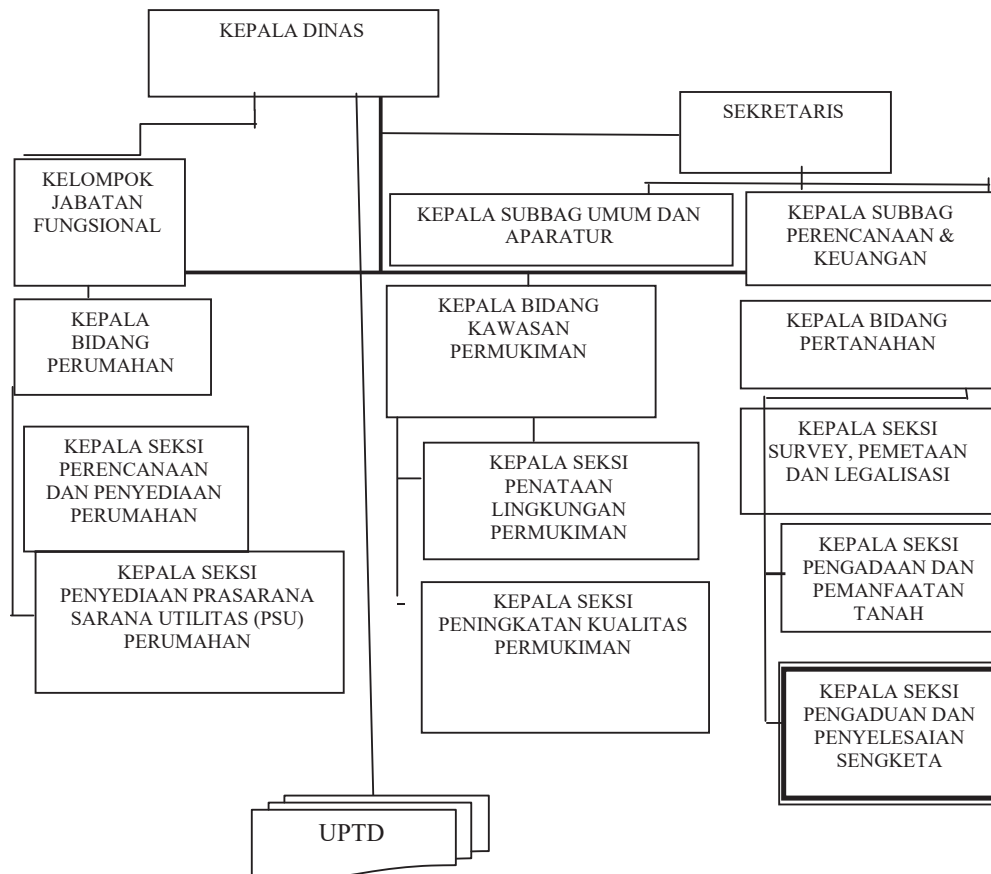 KEPALA DINAS
SEKRETARIS
KELOMPOK
JABATAN
FUNGSIONAL
KEPALA SUBBAG UMUM DAN
APARATUR
KEPALA SUBBAG
PERENCANAAN &
KEUANGAN
KEPALA
BIDANG
PERUMAHAN
KEPALA BIDANG
KAWASAN
PERMUKIMAN
KEPALA BIDANG
PERTANAHAN
KEPALA SEKSI
PERENCANAAN
DAN PENYEDIAAN
PERUMAHAN
KEPALA SEKSI
PENATAAN
LINGKUNGAN
PERMUKIMAN
KEPALA SEKSI
SURVEY, PEMETAAN
DAN LEGALISASI
KEPALA SEKSI
PENYEDIAAN PRASARANA
SARANA UTILITAS (PSU)
PERUMAHAN
KEPALA SEKSI
PENINGKATAN KUALITAS
PERMUKIMAN
KEPALA SEKSI
PENGADAAN DAN
PEMANFAATAN
TANAH
KEPALA SEKSI
PENGADUAN DAN
PENYELESAIAN
SENGKETA
UPTD